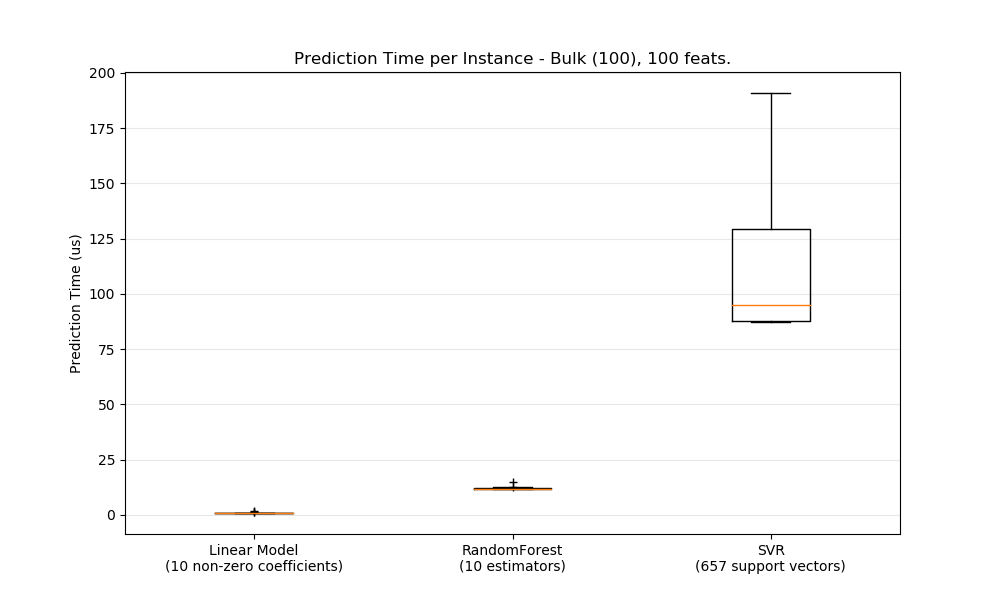 Prediction Time per Instance - Bulk (100), 100 feats.
200
175
150
125
100
75
50
25
0
Prediction Time (us)
Linear Model
(10 non-zero coefficients)
RandomForest
(10 estimators)
SVR
(657 support vectors)